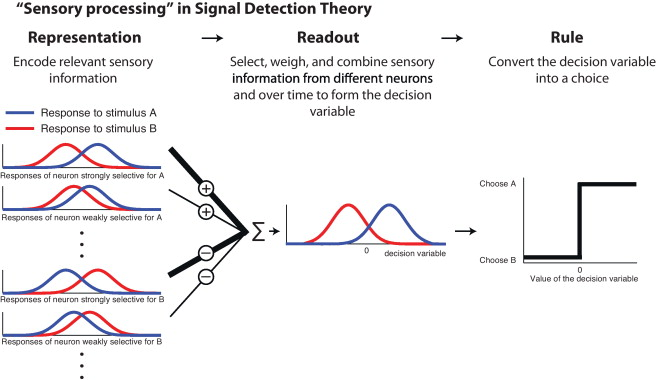 “Sensory processing” in Signal Detection Theory
Representation → Readout → Rule
Encode relevant sensory
information
Select, weigh, and combine sensory
information from different neurons
and over time to form the decision
variable
Convert the decision variable
into a choice
Response to stimulus A
Response to stimulus B
Responses of neuron strongly selective for A
Responses of neuron weakly selective for A
Responses of neuron strongly selective for B
Responses of neuron weakly selective for B
+
+
−
−
Σ
0
decision variable
Choose A
Choose B
0
Value of the decision variable